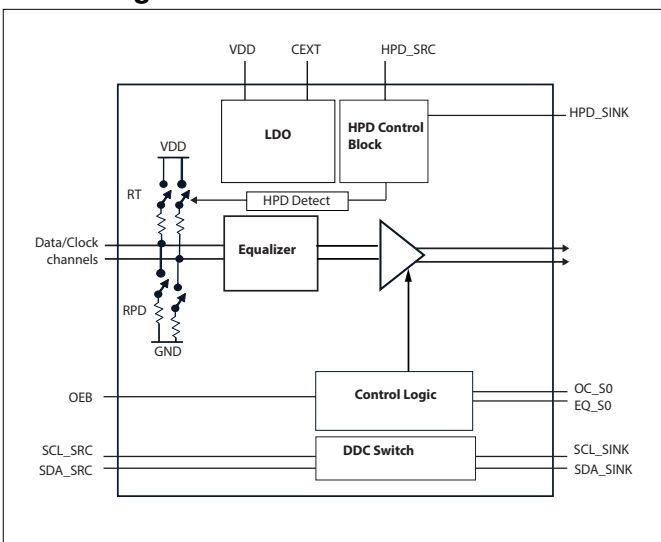 VDD CEXT HPD_SRC
HPD_SINK
LDO
HPD Control
Block
VDD
RT
HPD Detect
Data/Clock
channels
Equalizer
RPD
GND
OEB
Control Logic
OC_S0
EQ_S0
SCL_SRC
SDA_SRC
DDC Switch
SCL_SINK
SDA_SINK